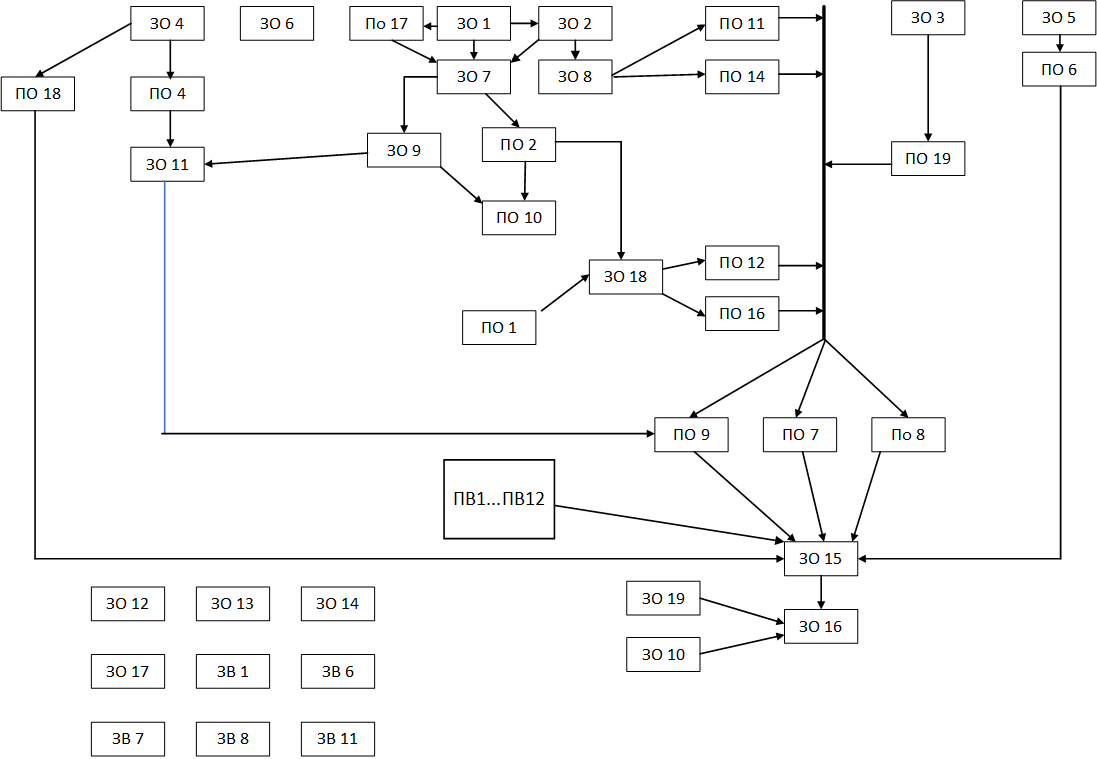 ЗО 4
ЗО 6
По 17
ЗО 1
ЗО 2
ПО 11
ЗО 3
ЗО 5
ПО 18
ПО 4
ЗО 7
ЗО 8
ПО 14
ПО 6
ЗО 11
ЗО 9
ПО 2
ПО 19
ПО 10
ЗО 18
ПО 12
ПО 1
ПО 16
ПО 9
ПО 7
По 8
ПВ1...ПВ12
ЗО 15
ЗО 12
ЗО 13
ЗО 14
ЗО 19
ЗО 16
ЗО 17
ЗВ 1
ЗВ 6
ЗО 10
ЗВ 7
ЗВ 8
ЗВ 11